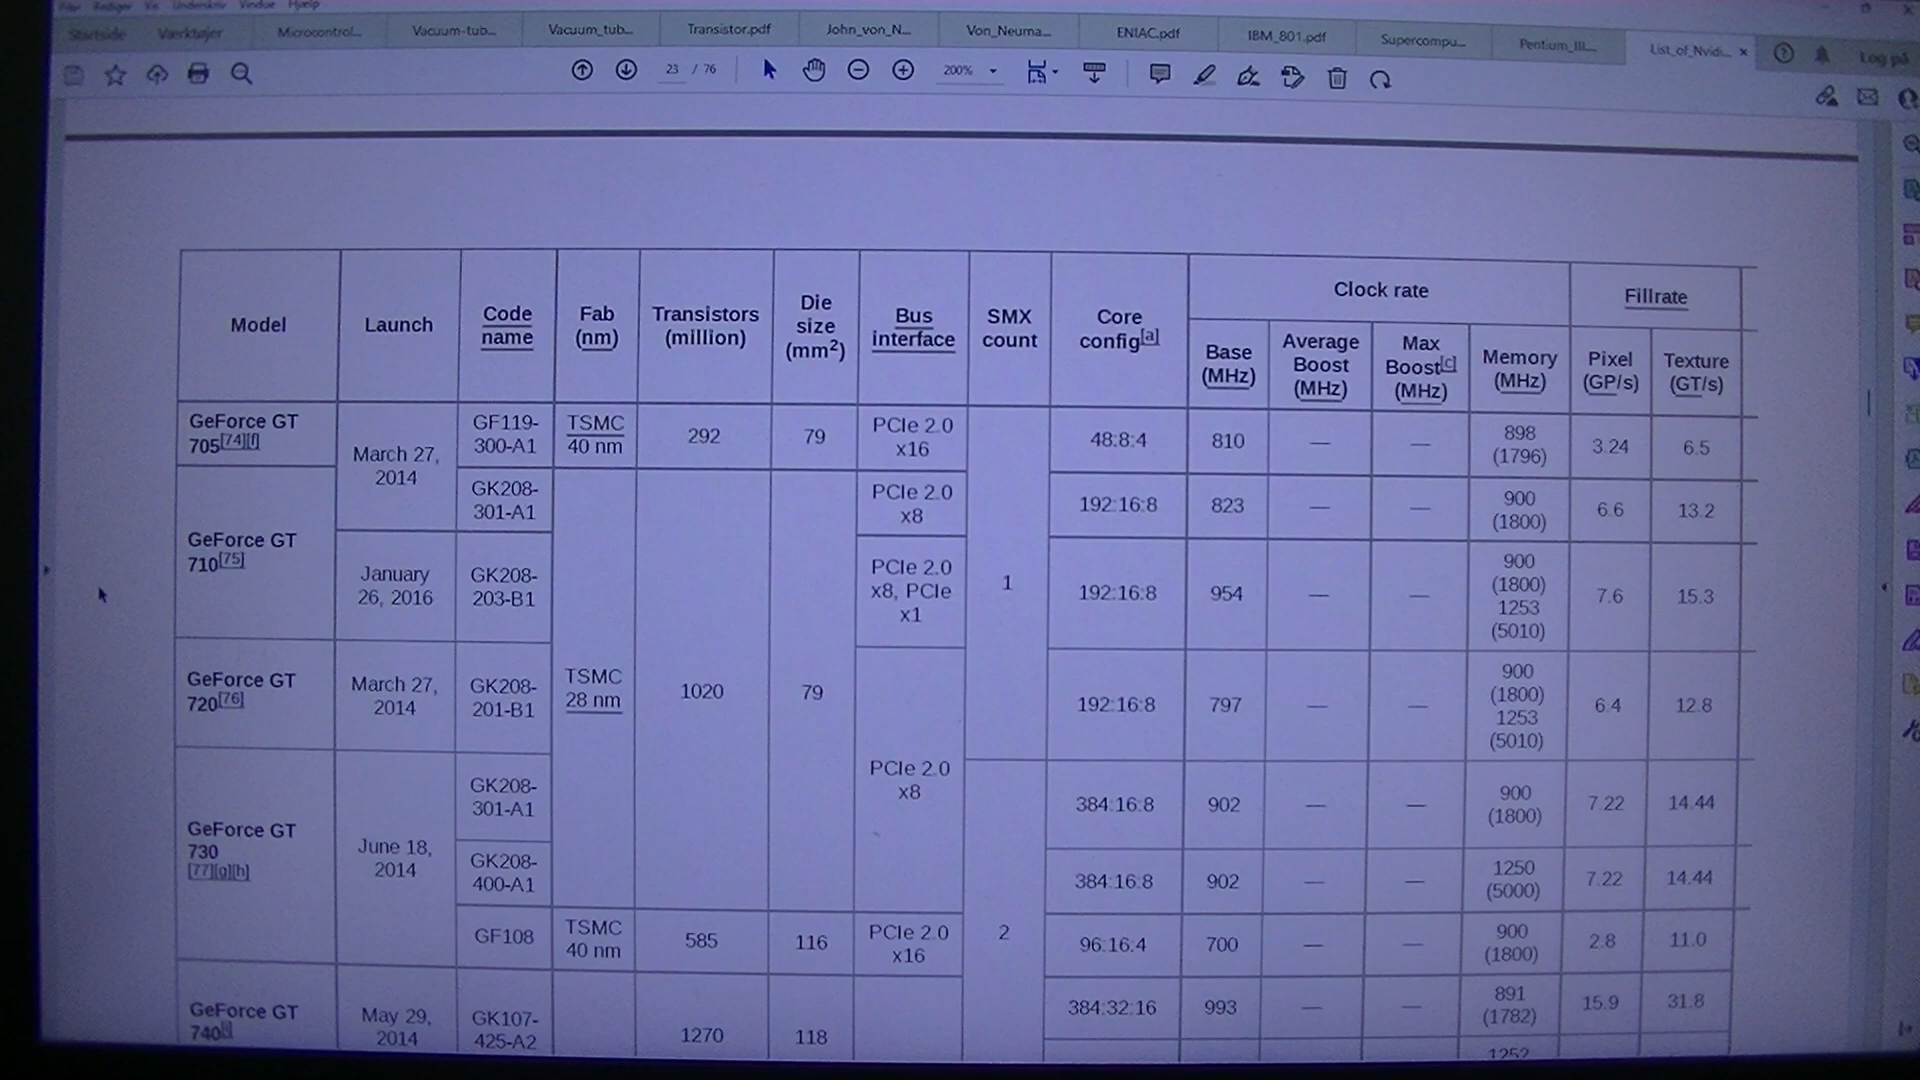 Rediger Vis Underskriv Vindue Hjælp
Startside Værktøjer Microcontrol... Vacuum-tub... Vacuum_tub... Transistor.pdf John_von_N... Von_Neuma... ENIAC.pdf IBM_801.pdf Supercompu... Pentium_III... List_of_Nvidi... × Log på
23 / 76 200%
Model Launch Code name Fab (nm) Transistors (million) Die size (mm2) Bus interface SMX count Core config[a] Clock rate Fillrate
Base (MHz) Average Boost (MHz) Max Boost[c] (MHz) Memory (MHz) Pixel (GP/s) Texture (GT/s)
GeForce GT 705[74][f] March 27, 2014 GF119-300-A1 TSMC 40 nm 292 79 PCIe 2.0 x16 1 48:8:4 810 — — 898 (1796) 3.24 6.5
GeForce GT 710[75] GK208-301-A1 TSMC 28 nm 1020 79 PCIe 2.0 x8 192:16:8 823 — — 900 (1800) 6.6 13.2
January 26, 2016 GK208-203-B1 PCIe 2.0 x8, PCIe x1 192:16:8 954 — — 900 (1800) 1253 (5010) 7.6 15.3
GeForce GT 720[76] March 27, 2014 GK208-201-B1 PCIe 2.0 x8 192:16:8 797 — — 900 (1800) 1253 (5010) 6.4 12.8
GeForce GT 730 [77][g][h] June 18, 2014 GK208-301-A1 2 384:16:8 902 — — 900 (1800) 7.22 14.44
GK208-400-A1 384:16:8 902 — — 1250 (5000) 7.22 14.44
GF108 TSMC 40 nm 585 116 PCIe 2.0 x16 96:16:4 700 — — 900 (1800) 2.8 11.0
GeForce GT 740 May 29, 2014 GK107-425-A2 1270 118 384:32:16 993 — — 891 (1782) 15.9 31.8
1252